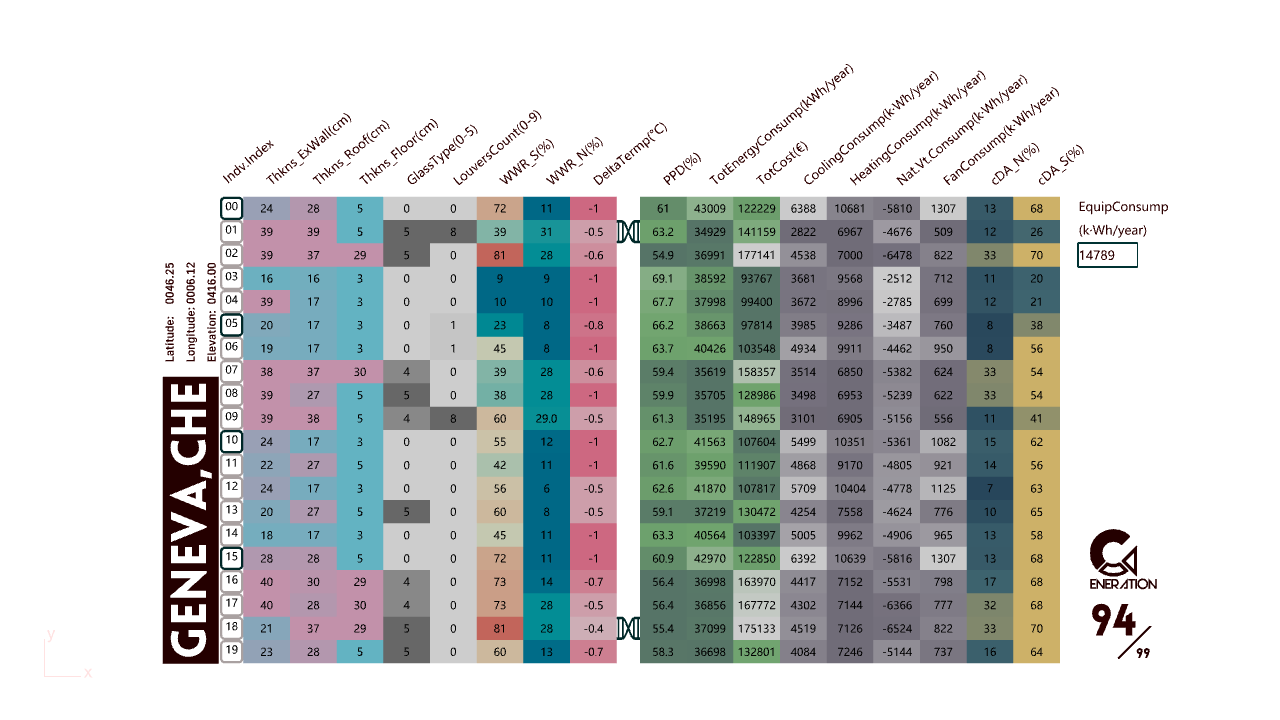 Indv.Index Thkns_ExWall(cm) Thkns_Roof(cm) Thkns_Floor(cm) GlassType(0-5) LouversCount(0-9) WWR_S(%) WWR_N(%) DeltaTermp(°C) PPD(%) TotEnergyConsump(kWh/year) TotCost(€) CoolingConsump(k·Wh/year) HeatingConsump(k·Wh/year) Nat.Vt.Consump(k·Wh/year) FanConsump(k·Wh/year) cDA_N(%) cDA_S(%)
00 24 28 5 0 0 72 11 -1 61 43009 122229 6388 10681 -5810 1307 13 68
01 39 39 5 5 8 39 31 -0.5 63.2 34929 141159 2822 6967 -4676 509 12 26
02 39 37 29 5 0 81 28 -0.6 54.9 36991 177141 4538 7000 -6478 822 33 70
03 16 16 3 0 0 9 9 -1 69.1 38592 93767 3681 9568 -2512 712 11 20
04 39 17 3 0 0 10 10 -1 67.7 37998 99400 3672 8996 -2785 699 12 21
05 20 17 3 0 1 23 8 -0.8 66.2 38663 97814 3985 9286 -3487 760 8 38
06 19 17 3 0 1 45 8 -1 63.7 40426 103548 4934 9911 -4462 950 8 56
07 38 37 30 4 0 39 28 -0.6 59.4 35619 158357 3514 6850 -5382 624 33 54
08 39 27 5 5 0 38 28 -1 59.9 35705 128986 3498 6953 -5239 622 33 54
09 39 38 5 4 8 60 29.0 -0.5 61.3 35195 148965 3101 6905 -5156 556 11 41
10 24 17 3 0 0 55 12 -1 62.7 41563 107604 5499 10351 -5361 1082 15 62
11 22 27 5 0 0 42 11 -1 61.6 39590 111907 4868 9170 -4805 921 14 56
12 24 17 3 0 0 56 6 -0.5 62.6 41870 107817 5709 10404 -4778 1125 7 63
13 20 27 5 5 0 60 8 -0.5 59.1 37219 130472 4254 7558 -4624 776 10 65
14 18 17 3 0 0 45 11 -1 63.3 40564 103397 5005 9962 -4906 965 13 58
15 28 28 5 0 0 72 11 -1 60.9 42970 122850 6392 10639 -5816 1307 13 68
16 40 30 29 4 0 73 14 -0.7 56.4 36998 163970 4417 7152 -5531 798 17 68
17 40 28 30 4 0 73 28 -0.5 56.4 36856 167772 4302 7144 -6366 777 32 68
18 21 37 29 5 0 81 28 -0.4 55.4 37099 175133 4519 7126 -6524 822 33 70
19 23 28 5 5 0 60 13 -0.7 58.3 36698 132801 4084 7246 -5144 737 16 64
EquipConsump
(k·Wh/year)
14789
Latitude: 0046.25
Longitude: 0006.12
Elevation: 0416.00
GENEVA,CHE
GENERATION
94/99
y
x